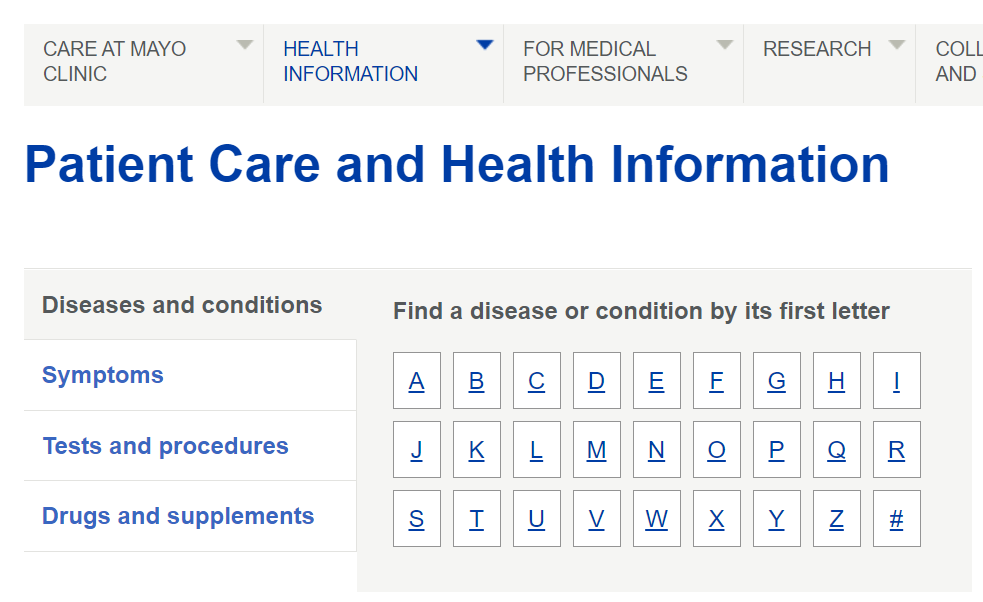 CARE AT MAYO CLINIC
HEALTH INFORMATION
FOR MEDICAL PROFESSIONALS
RESEARCH
AND
Patient Care and Health Information
Diseases and conditions
Symptoms
Tests and procedures
Drugs and supplements
Find a disease or condition by its first letter
A B C D E F G H I
J K L M N O P Q R
S T U V W X Y Z #